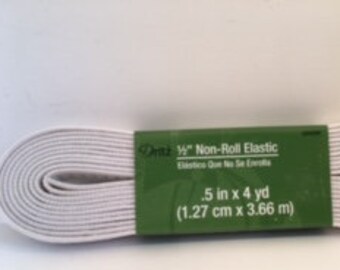 Dritz
½" Non-Roll Elastic
Elástico Que No Se Enrolla
.5 in x 4 yd
(1.27 cm x 3.66 m)